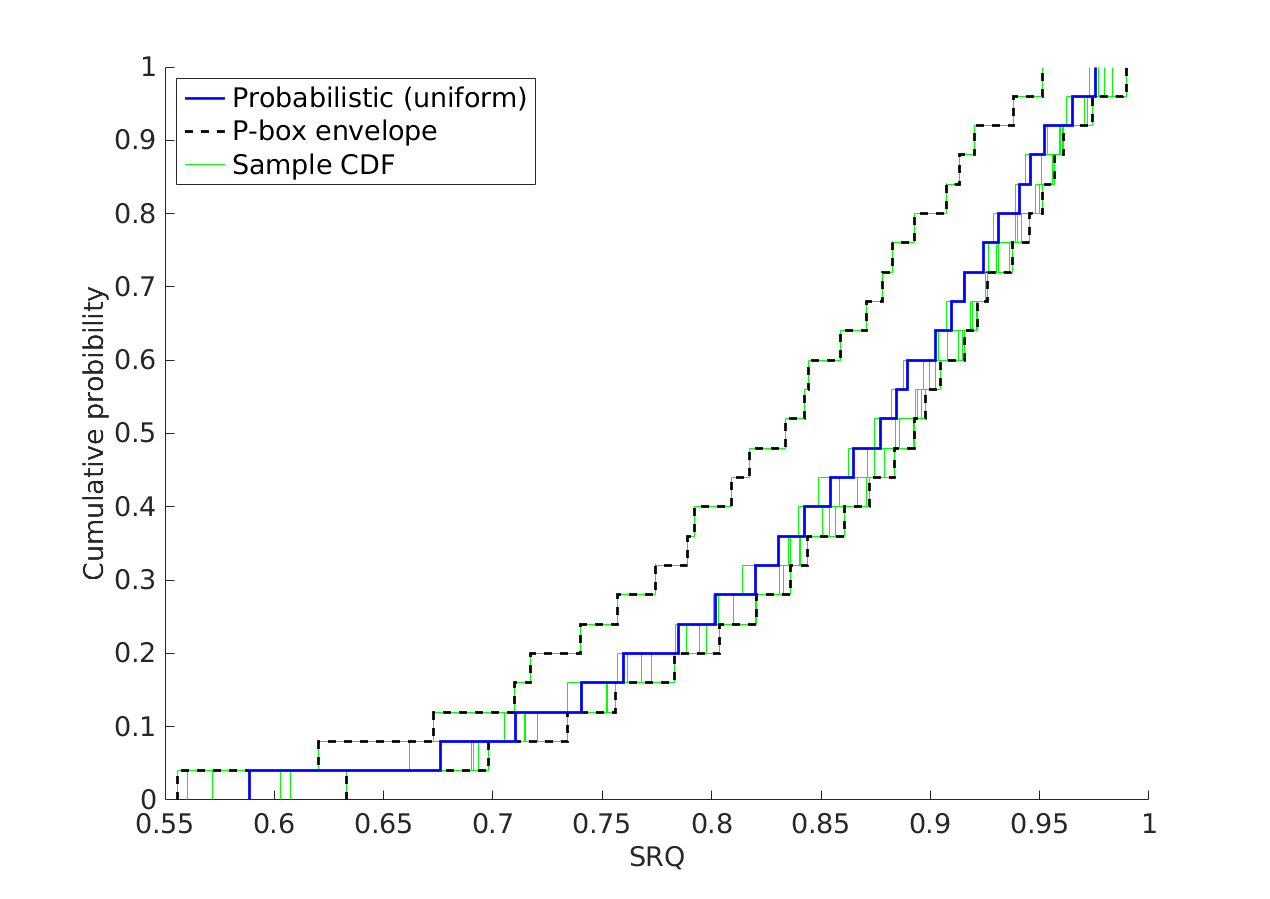 1
0.9
0.8
0.7
0.6
0.5
0.4
0.3
0.2
0.1
0
Cumulative probibility
Probabilistic (uniform)
P-box envelope
Sample CDF
0.55 0.6 0.65 0.7 0.75 0.8 0.85 0.9 0.95 1
SRQ